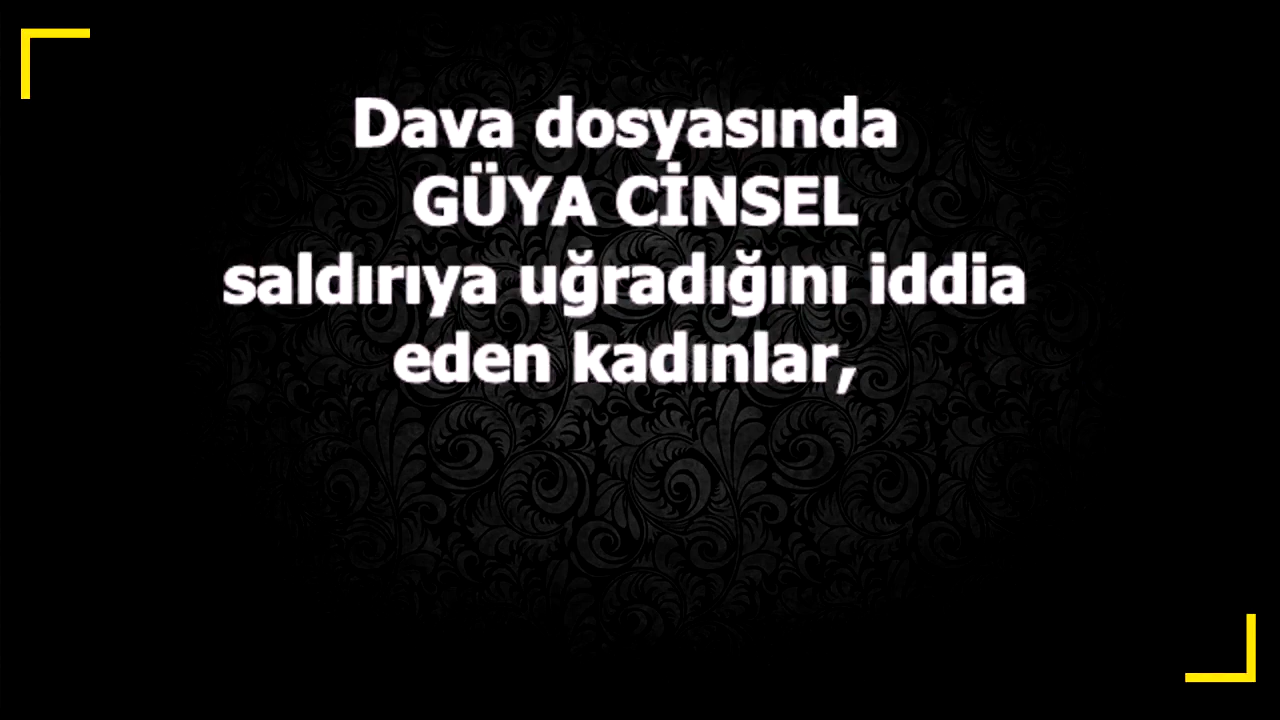 Dava dosyasında
GÜYA CİNSEL
saldırıya uğradığını iddia
eden kadınlar,